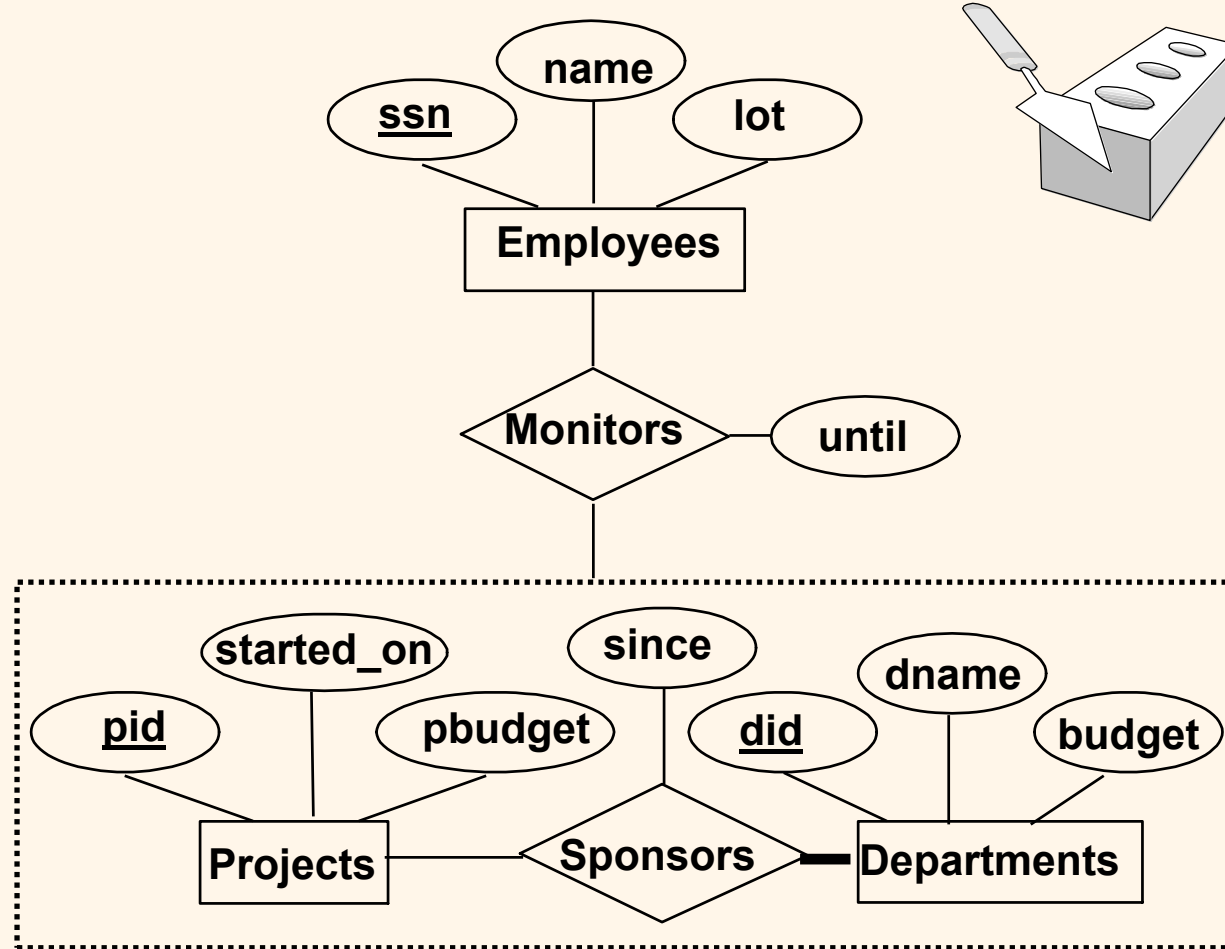 name
ssn
lot
Employees
Monitors
until
since
started_on
dname
pid
pbudget
did
budget
Projects
Sponsors
Departments